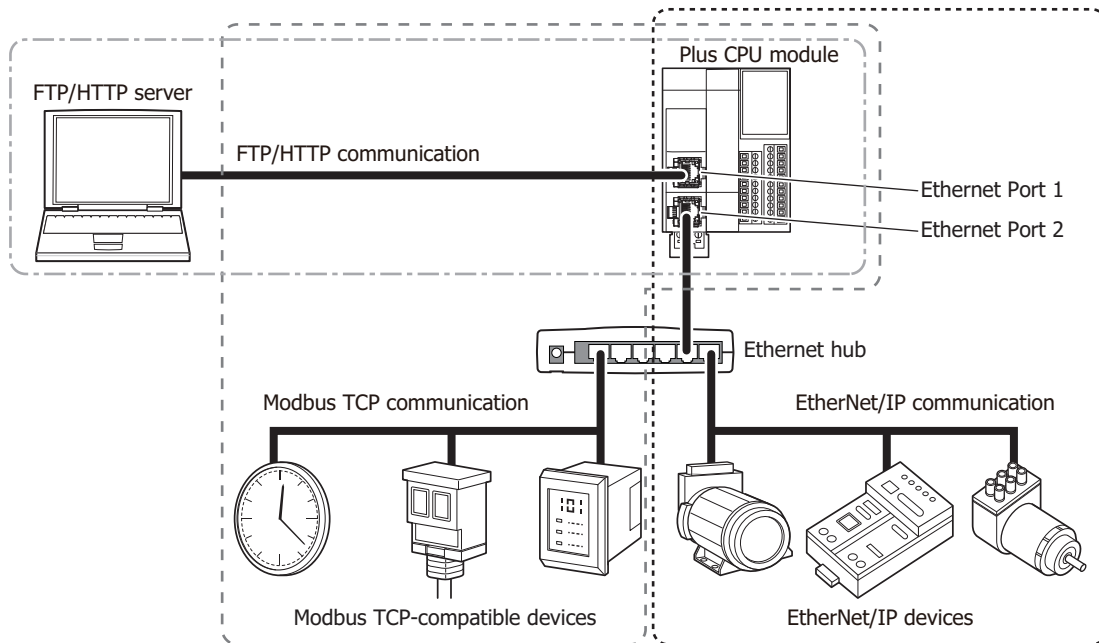 Plus CPU module
FTP/HTTP server
FTP/HTTP communication
Ethernet Port 1
Ethernet Port 2
Ethernet hub
Modbus TCP communication
EtherNet/IP communication
101
Modbus TCP-compatible devices
EtherNet/IP devices